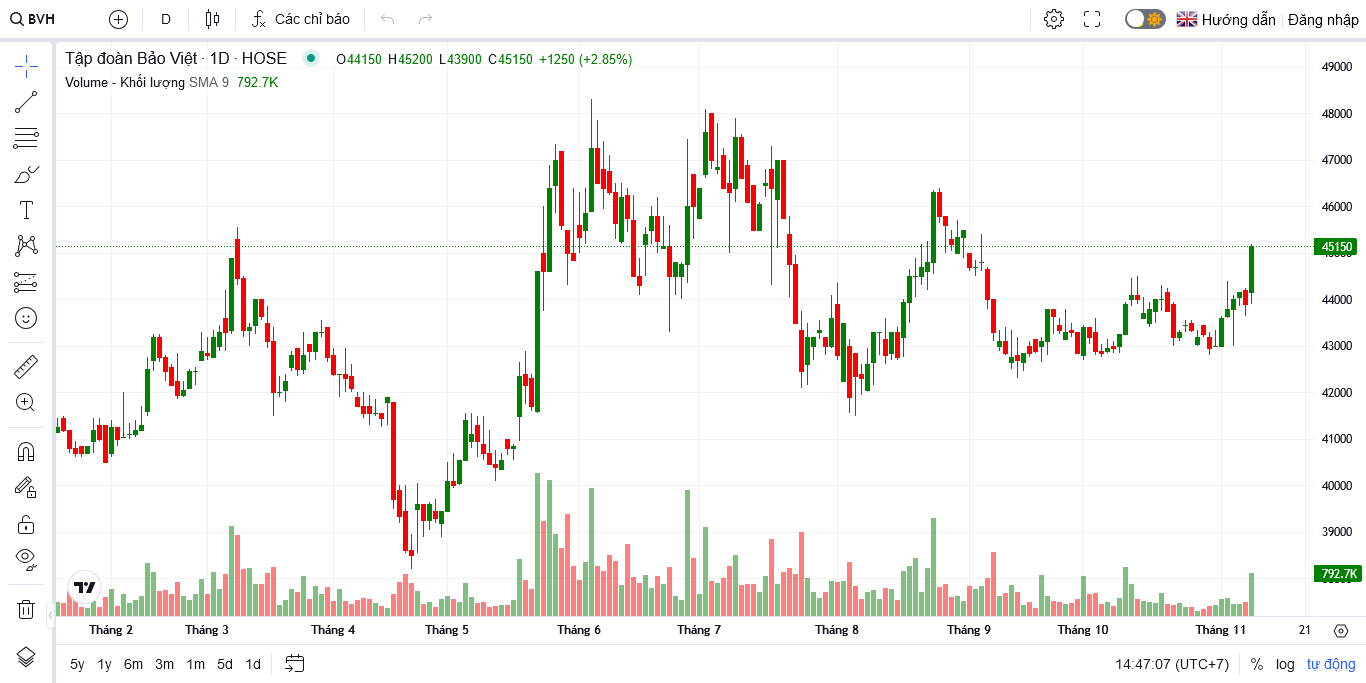 BVH D Các chỉ báo Hướng dẫn Đăng nhập
Tập đoàn Bảo Việt · 1D · HOSE O44150 H45200 L43900 C45150 +1250 (+2.85%)
Volume - Khối lượng SMA 9 792.7K
49000
48000
47000
46000
45150
44000
43000
42000
41000
40000
39000
792.7K
Tháng 2 Tháng 3 Tháng 4 Tháng 5 Tháng 6 Tháng 7 Tháng 8 Tháng 9 Tháng 10 Tháng 11 21
5y 1y 6m 3m 1m 5d 1d 14:47:07 (UTC+7) % log tự động